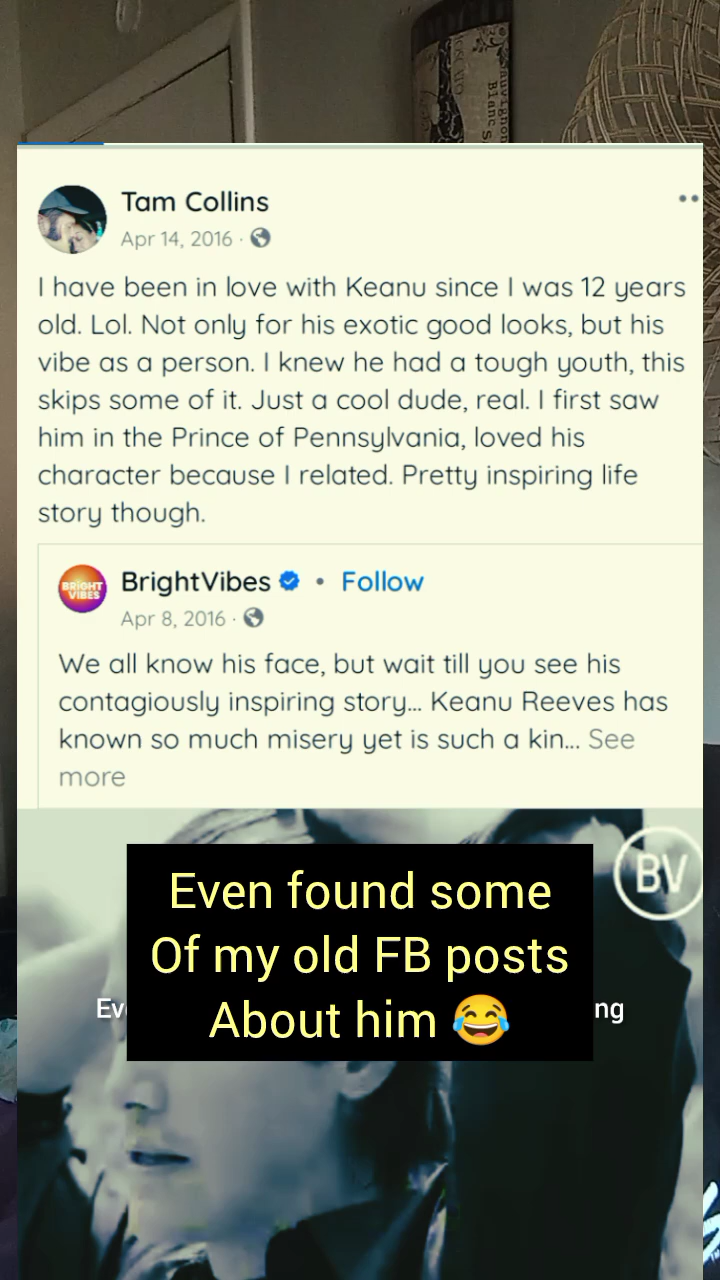 Sauvignon
Blanc S
Tam Collins
Apr 14, 2016 ·
I have been in love with Keanu since I was 12 years
old. Lol. Not only for his exotic good looks, but his
vibe as a person. I knew he had a tough youth, this
skips some of it. Just a cool dude, real. I first saw
him in the Prince of Pennsylvania, loved his
character because I related. Pretty inspiring life
story though.
BRIGHT
VIBES
BrightVibes • Follow
Apr 8, 2016 ·
We all know his face, but wait till you see his
contagiously inspiring story... Keanu Reeves has
known so much misery yet is such a kin... See
more
BV
Even found some
Of my old FB posts
About him 😂